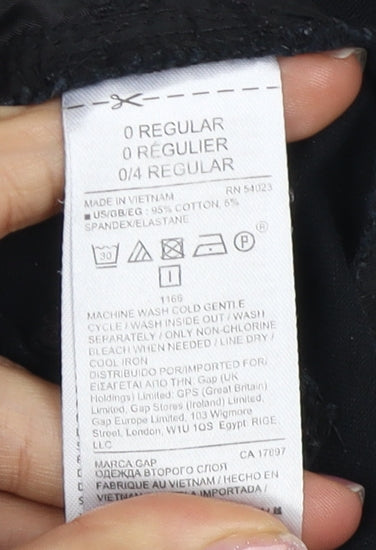 0 REGULAR
0 RÉGULIER
0/4 REGULAR
MADE IN VIETNAM RN 54023
■ US/GB/EG : 95% COTTON, 5%
SPANDEX/ELASTANE
30 P ®
1166
MACHINE WASH COLD GENTLE
CYCLE / WASH INSIDE OUT / WASH
SEPARATELY / ONLY NON-CHLORINE
BLEACH WHEN NEEDED / LINE DRY /
COOL IRON
DISTRIBUIDO POR/IMPORTED FOR/
ΕΙΣΑΓΕΤΑΙ ΑΠΟ ΤΗΝ: Gap (UK
Holdings) Limited: GPS (Great Britain)
Limited, Gap Stores (Ireland) Limited,
Gap Europe Limited, 103 Wigmore
Street, London, W1U 1QS Egypt: RIGE,
LLC
MARCA GAP CA 17897
ОДЕЖДА ВТОРОГО СЛОЯ
FABRIQUE AU VIETNAM / HECHO EN
VIETNAM IMPORTADA /